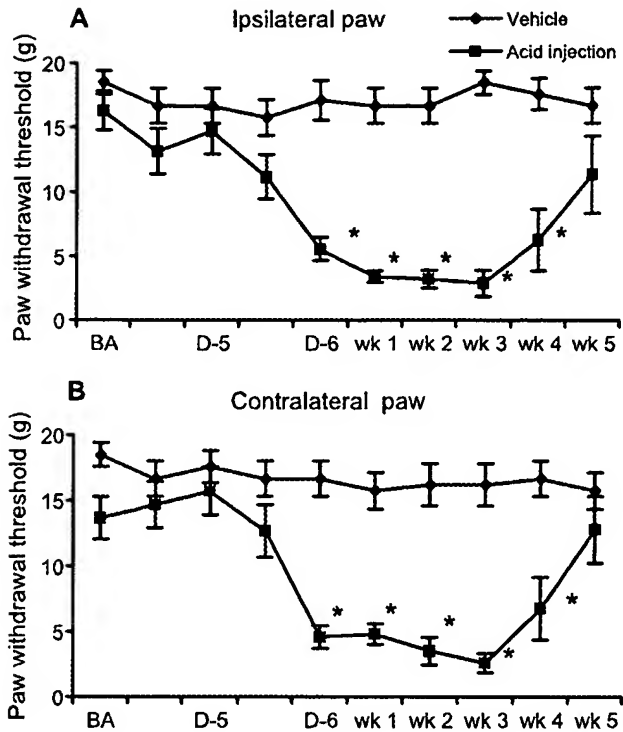 A
Ipsilateral paw
Vehicle
Acid injection
Paw withdrawal threshold (g)
20
15
10
5
0
BA D-5 D-6 wk 1 wk 2 wk 3 wk 4 wk 5
* * * * *
B
Contralateral paw
Paw withdrawal threshold (g)
20
15
10
5
0
BA D-5 D-6 wk 1 wk 2 wk 3 wk 4 wk 5
* * * * *